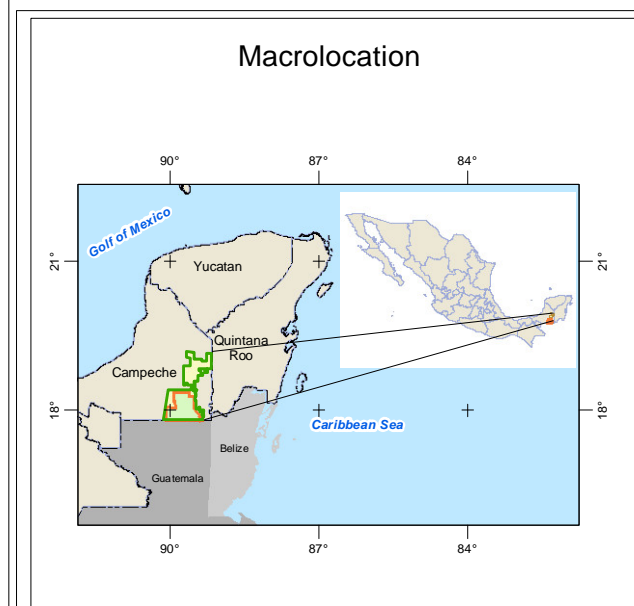 Macrolocation
90°
87°
84°
Golf of Mexico
21°
21°
Yucatan
Quintana
Roo
Campeche
18°
18°
Caribbean Sea
Belize
Guatemala
90°
87°
84°